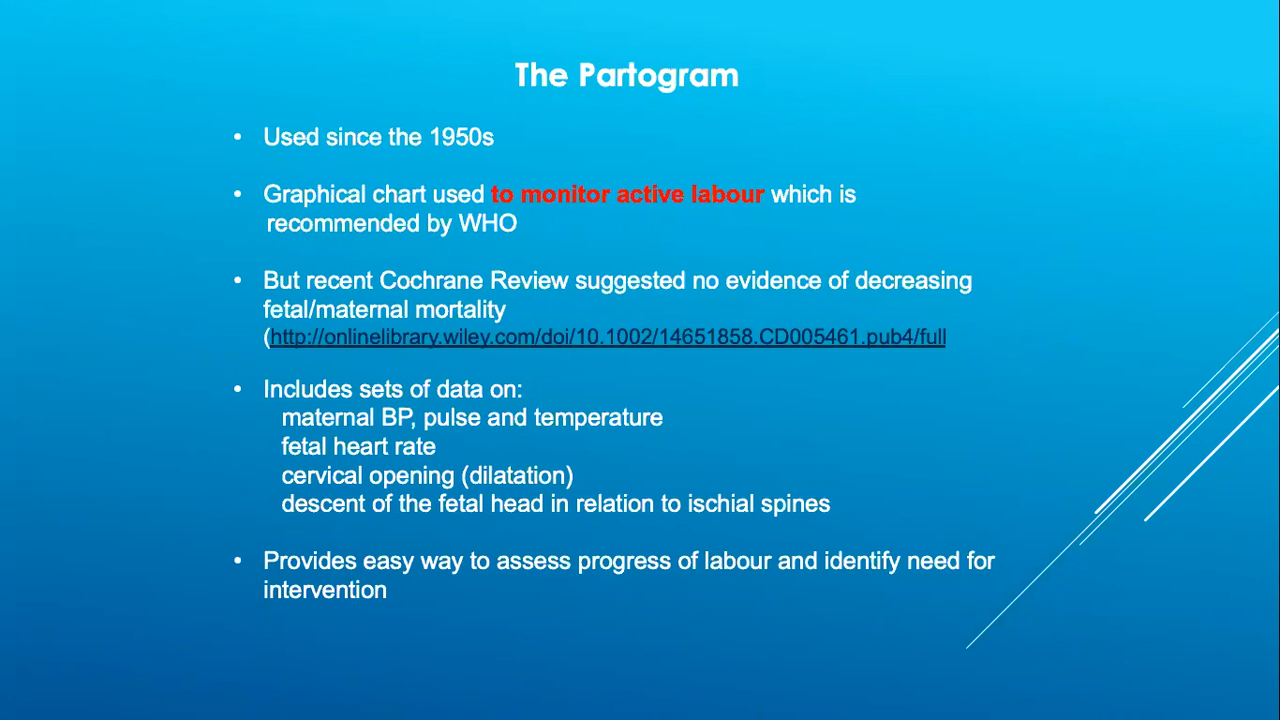 The Partogram
• Used since the 1950s
• Graphical chart used to monitor active labour which is
recommended by WHO
• But recent Cochrane Review suggested no evidence of decreasing
fetal/maternal mortality
(http://onlinelibrary.wiley.com/doi/10.1002/14651858.CD005461.pub4/full
• Includes sets of data on:
maternal BP, pulse and temperature
fetal heart rate
cervical opening (dilatation)
descent of the fetal head in relation to ischial spines
• Provides easy way to assess progress of labour and identify need for
intervention